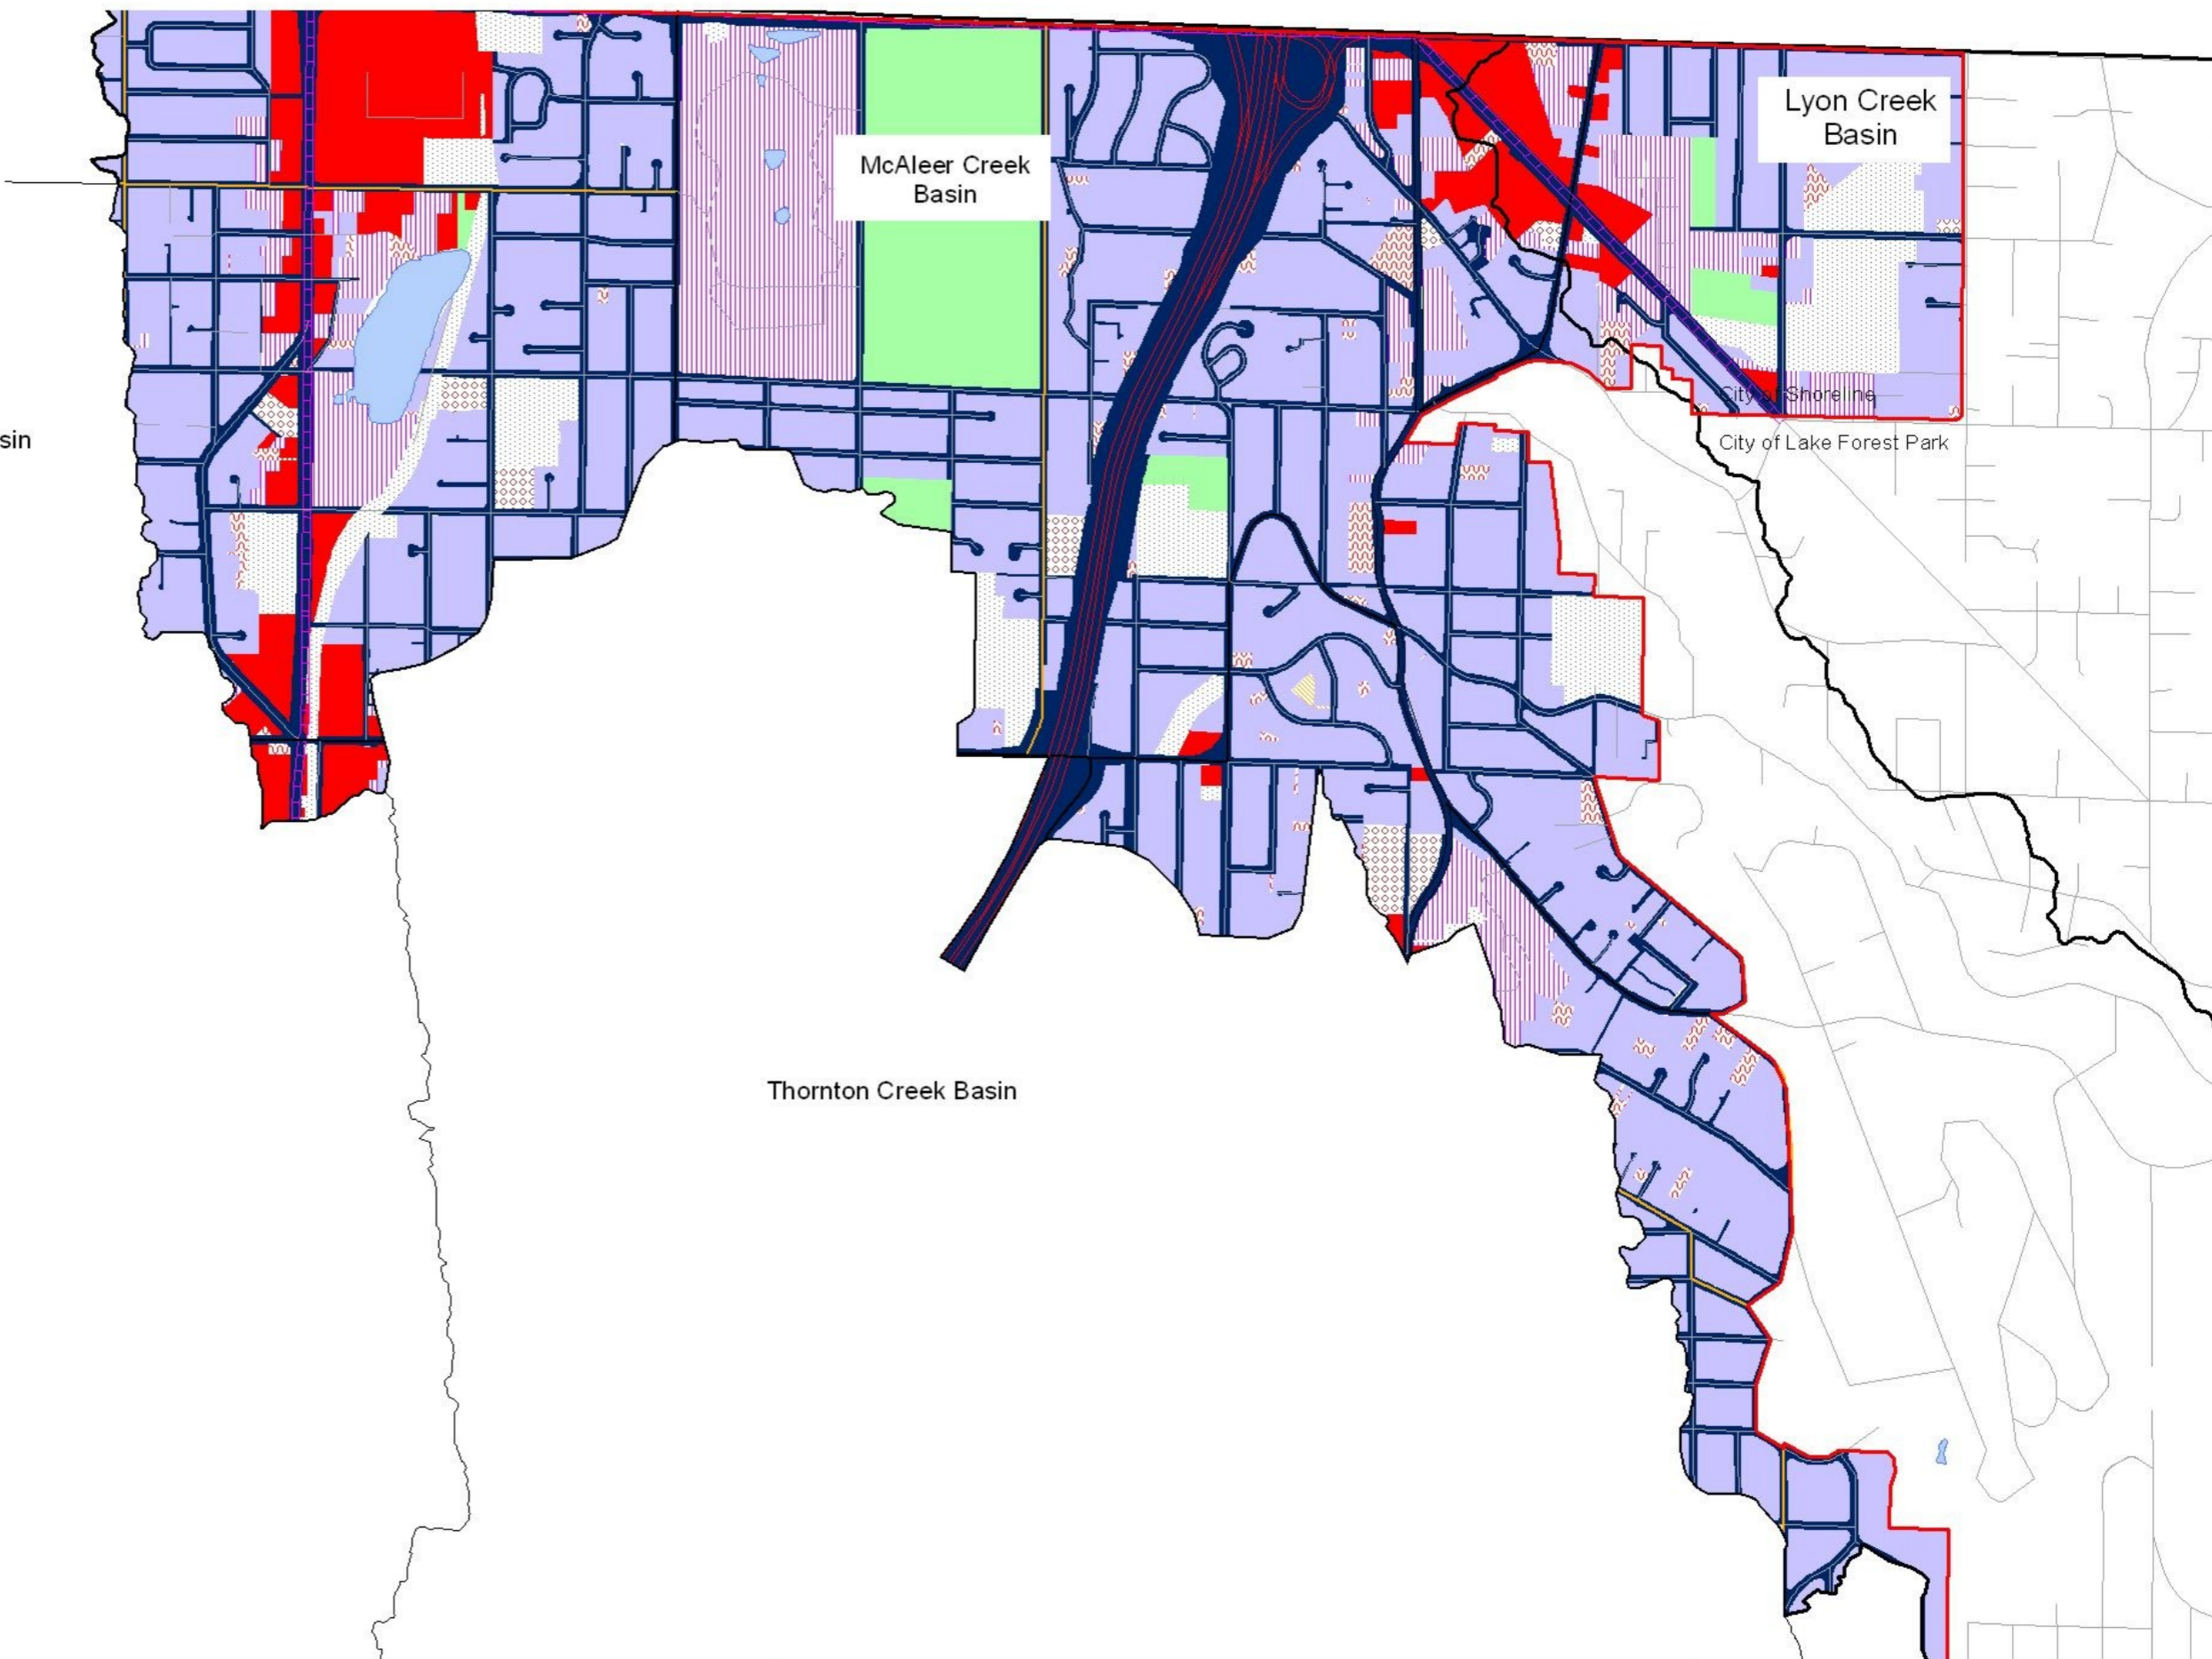 Lyon Creek
Basin
McAleer Creek
Basin
City of Shoreline
sin
City of Lake Forest Park
Thornton Creek Basin